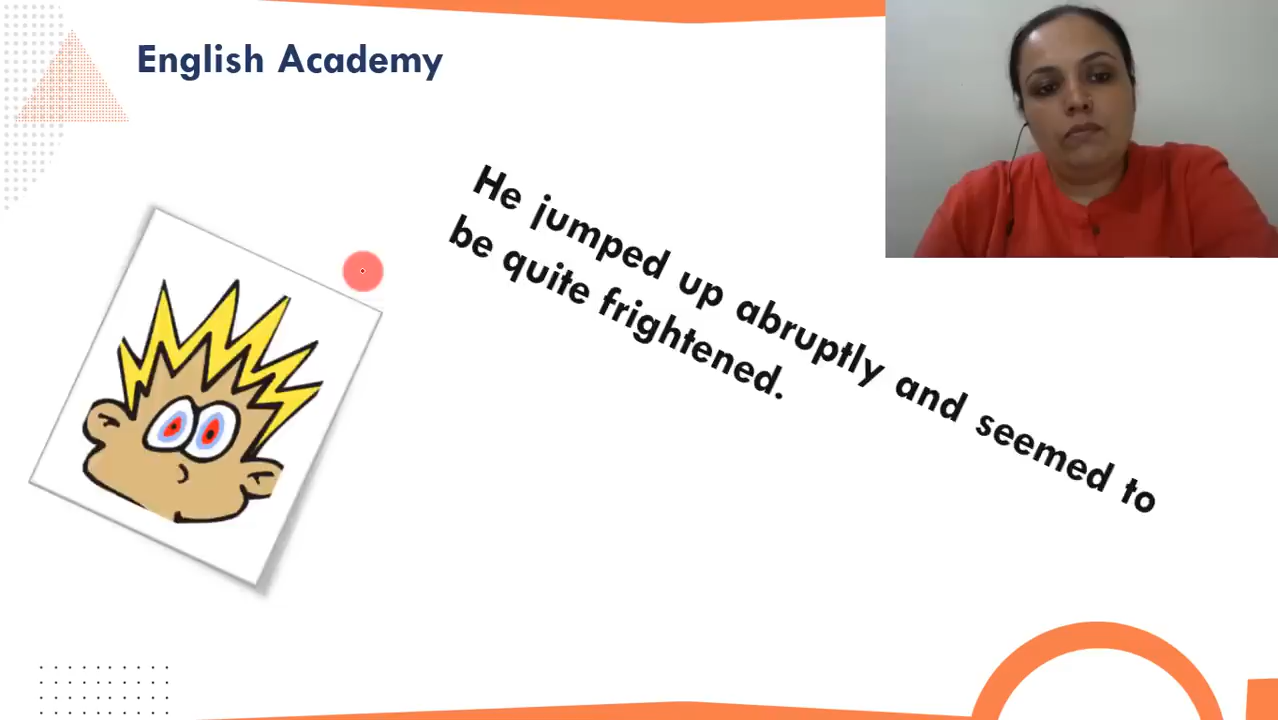 English Academy
He jumped up abruptly and seemed to
be quite frightened.